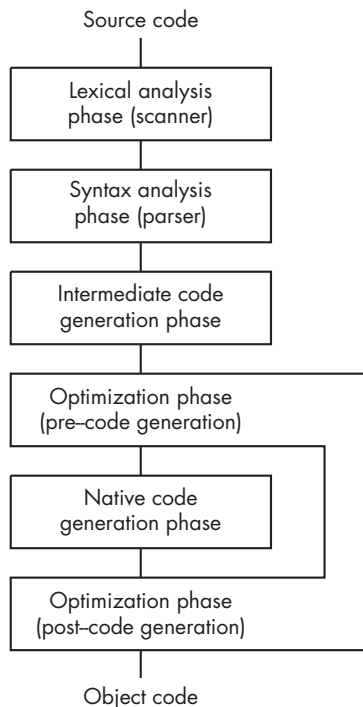 Source code
Lexical analysis
phase (scanner)
Syntax analysis
phase (parser)
Intermediate code
generation phase
Optimization phase
(pre–code generation)
Native code
generation phase
Optimization phase
(post–code generation)
Object code